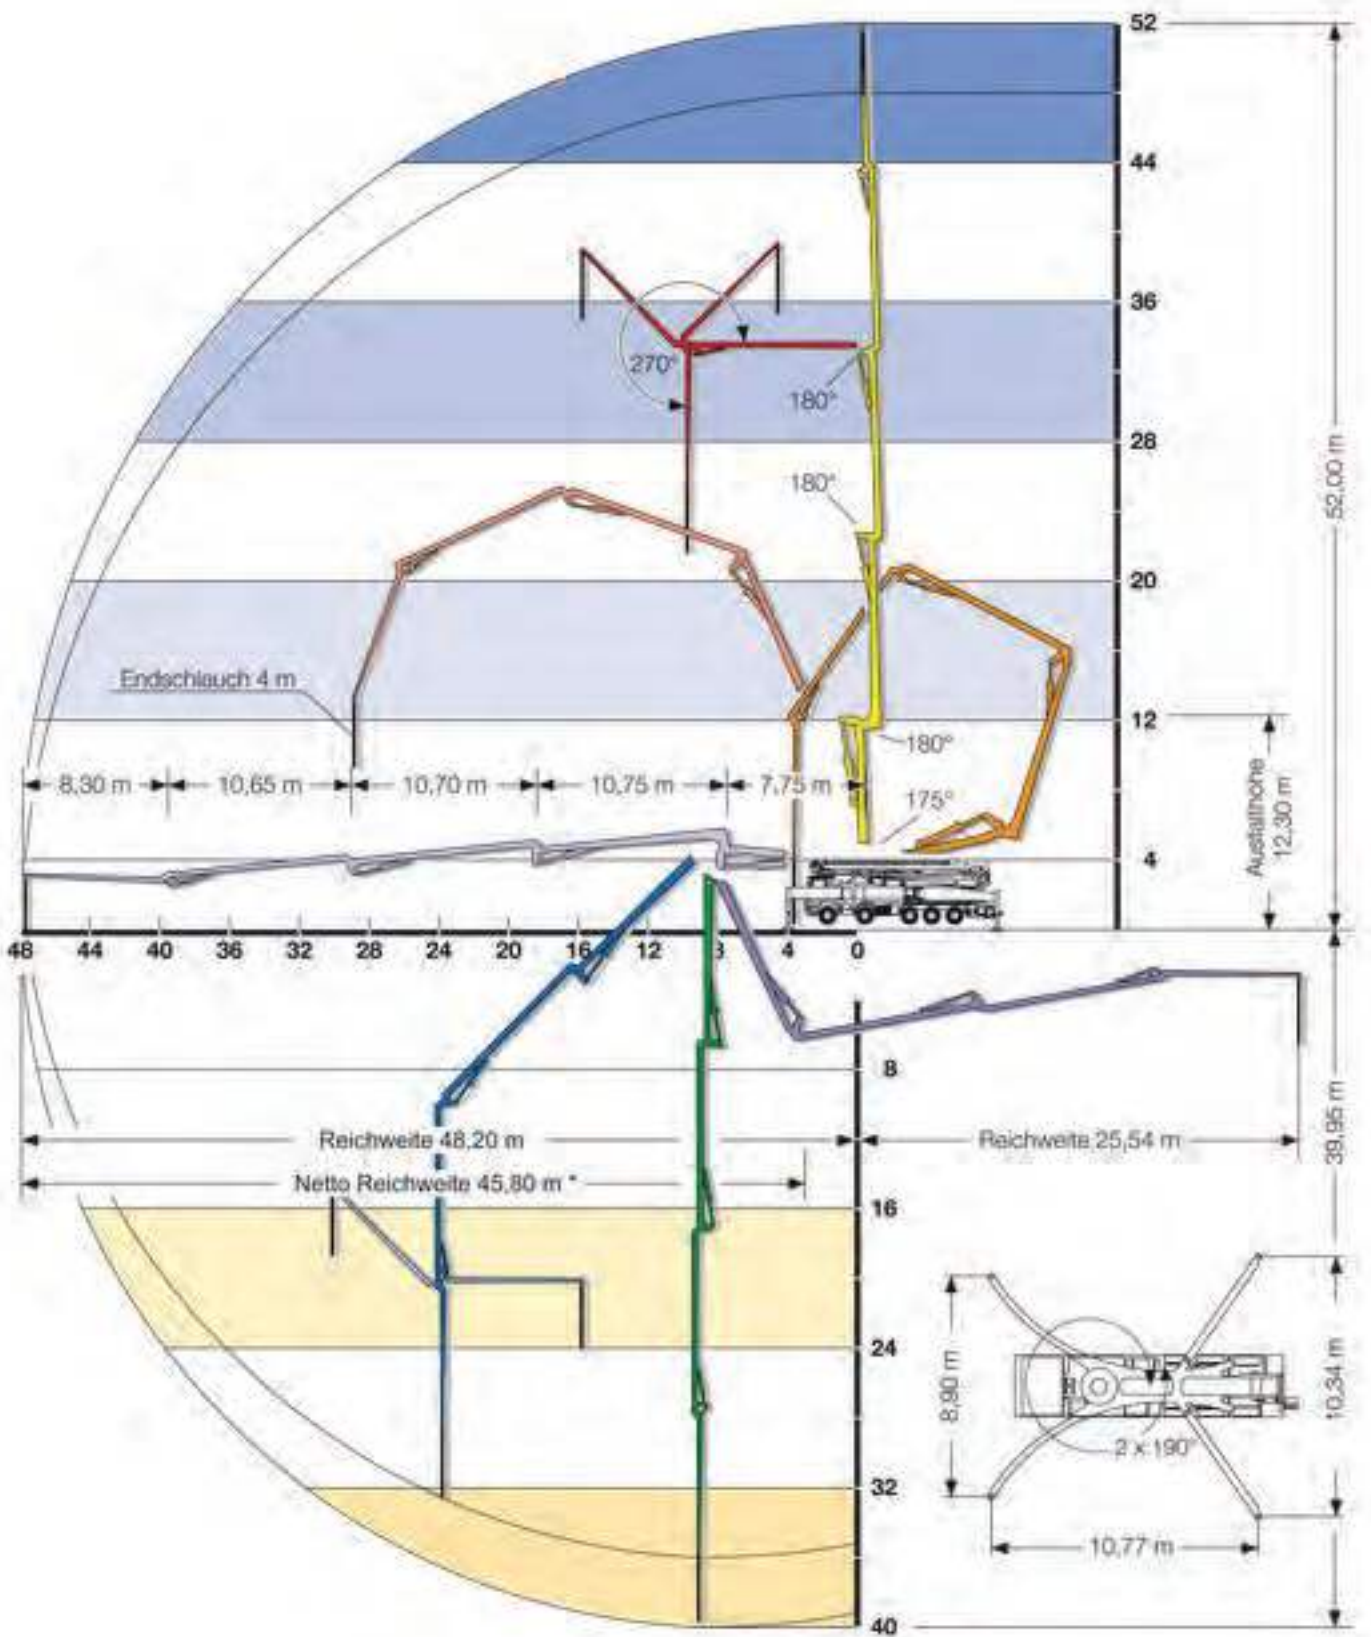 52
44
36
270°
180°
28
180°
52,00 m
20
Endschlauch 4 m
12
180°
8,30 m 10,65 m 10,70 m 10,75 m 7,75 m
175°
Ausfalthöhe
12,30 m
4
48 44 40 36 32 28 24 20 16 12 8 4 0
8
Reichweite 48,20 m
Reichweite 25,54 m
39,95 m
Netto Reichweite 45,80 m *
16
24
8,90 m
10,34 m
2 x 190°
32
10,77 m
40